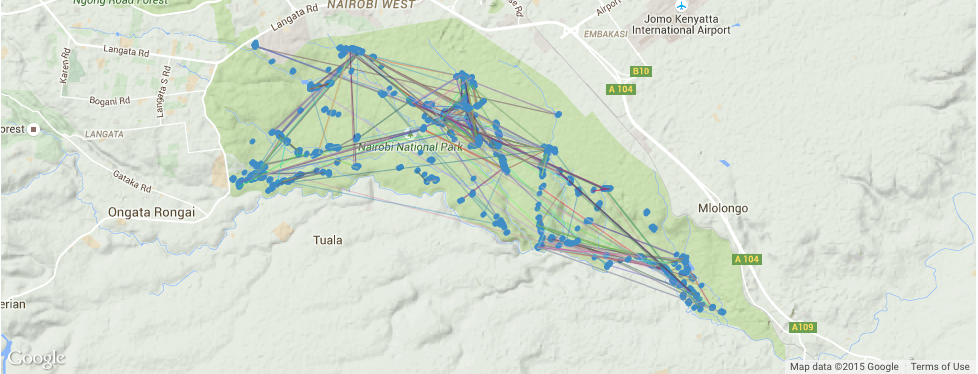 Ngong Road Forest
Langata Rd
NAIROBI WEST
Airport
Jomo Kenyatta
International Airport
EMBAKASI
Karen Rd
Langata Rd
B10
A 104
Bogani Rd
Langata S Rd
orest
LANGATA
Nairobi National Park
Gataka Rd
Ongata Rongai
Mlolongo
Tuala
A 104
erian
A109
Google
Map data ©2015 Google
Terms of Use